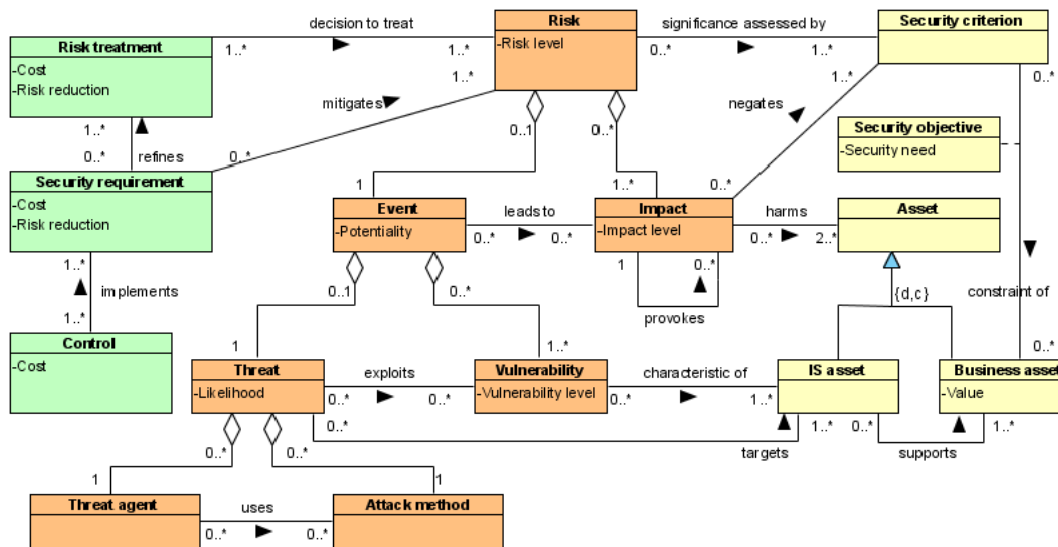 decision to treat
Risk
significance assessed by
Security criterion
Risk treatment
1..*
1..*
-Risk level
0..*
1..*
-Cost
-Risk reduction
1..*
mitigates
negates
1..*
0..*
1..*
0..1
0..*
Security objective
-Security need
0..*
refines
0..*
Security requirement
-Cost
-Risk reduction
1
1..*
0..*
Event
leads to
Impact
harms
Asset
-Potentiality
0..*
0..*
-Impact level
0..*
2..*
1..*
1
0..*
implements
0..1
0..*
{d,c}
constraint of
1..*
provokes
Control
-Cost
1
1..*
0..*
Threat
exploits
Vulnerability
characteristic of
IS asset
Business asset
-Likelihood
0..*
0..*
-Vulnerability level
0..*
1..*
-Value
0..*
1..*
0..*
1..*
0..*
0..*
targets
supports
1
1
Threat agent
uses
Attack method
0..*
0..*